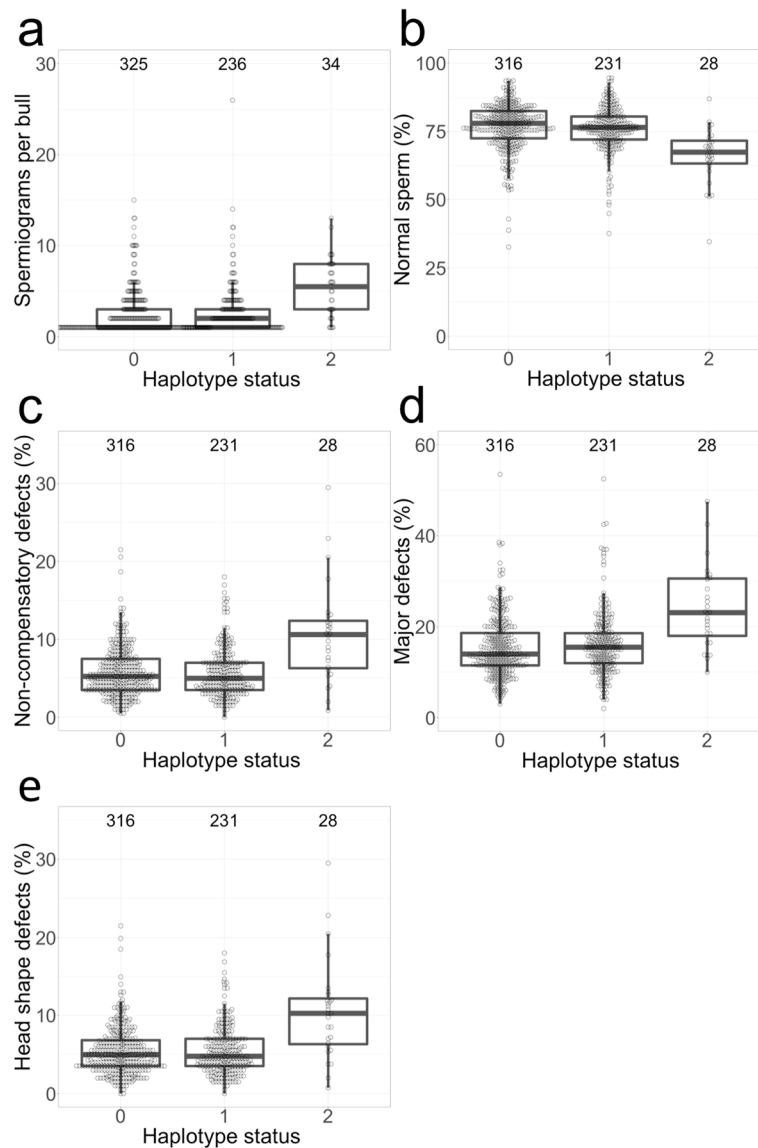 a
30
20
10
0
325 236 34
Spermiograms per bull
0 1 2
Haplotype status
b
100
75
50
25
0
316 231 28
Normal sperm (%)
0 1 2
Haplotype status
c
30
20
10
0
316 231 28
Non-compensatory defects (%)
0 1 2
Haplotype status
d
60
40
20
0
316 231 28
Major defects (%)
0 1 2
Haplotype status
e
30
20
10
0
316 231 28
Head shape defects (%)
0 1 2
Haplotype status